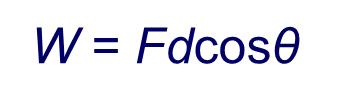 W = Fdcosθ